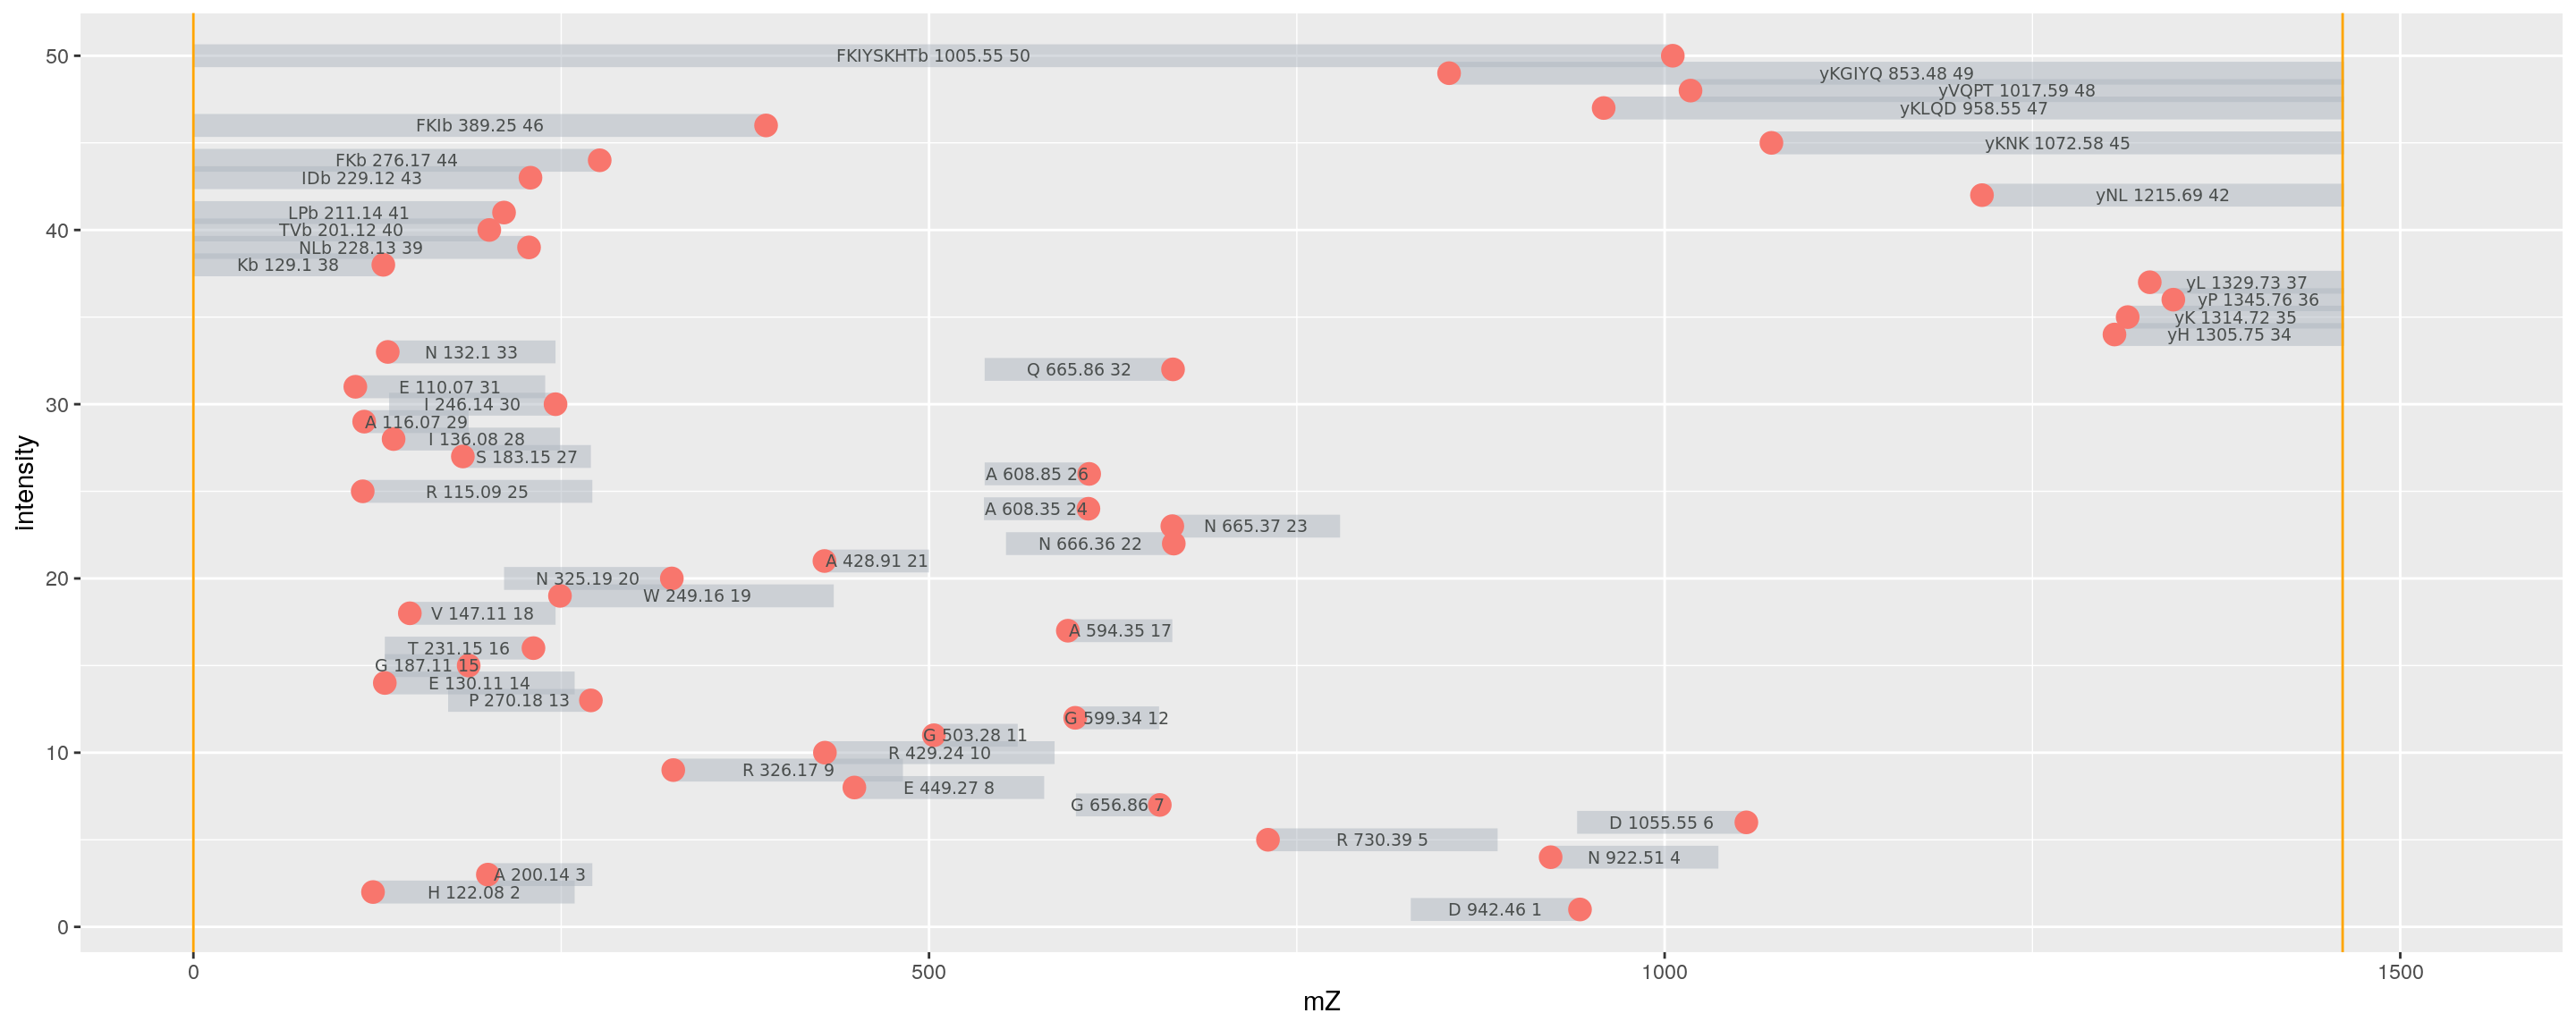 50
FKIYSKHTb 1005.55 50
yKGIYQ 853.48 49
yVQPT 1017.59 48
yKLQD 958.55 47
FKIb 389.25 46
yKNK 1072.58 45
FKb 276.17 44
IDb 229.12 43
yNL 1215.69 42
LPb 211.14 41
40
TVb 201.12 40
NLb 228.13 39
Kb 129.1 38
yL 1329.73 37
yP 1345.76 36
yK 1314.72 35
yH 1305.75 34
N 132.1 33
Q 665.86 32
E 110.07 31
30
I 246.14 30
A 116.07 29
I 136.08 28
S 183.15 27
A 608.85 26
R 115.09 25
A 608.35 24
N 665.37 23
N 666.36 22
A 428.91 21
20
N 325.19 20
W 249.16 19
V 147.11 18
A 594.35 17
T 231.15 16
G 187.11 15
E 130.11 14
P 270.18 13
G 599.34 12
G 503.28 11
10
R 429.24 10
R 326.17 9
E 449.27 8
G 656.86 7
D 1055.55 6
R 730.39 5
N 922.51 4
A 200.14 3
H 122.08 2
D 942.46 1
0
intensity
0 500 1000 1500
mZ